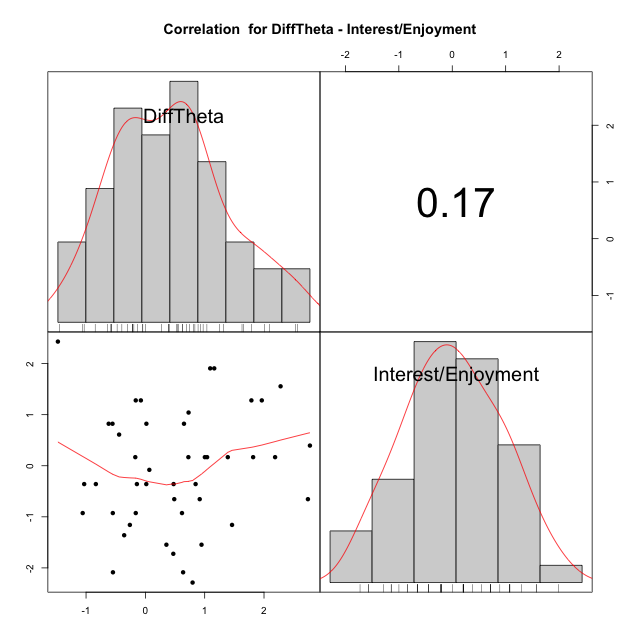 Correlation for DiffTheta - Interest/Enjoyment
-2 -1 0 1 2
DiffTheta
0.17
2
1
0
-1
2
1
0
-1
-2
Interest/Enjoyment
-1 0 1 2